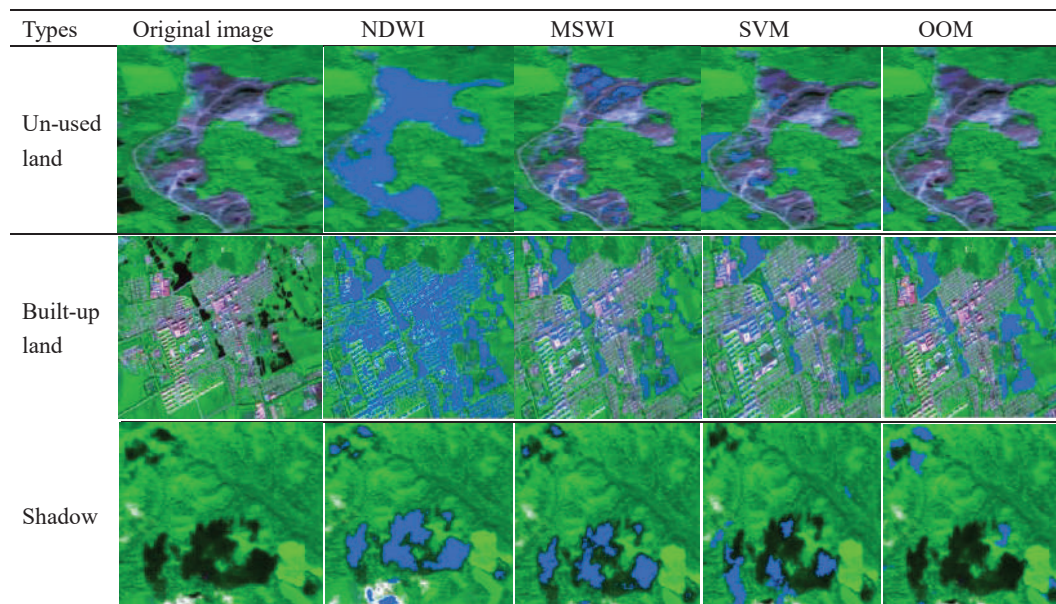 Types Original image NDWI MSWI SVM OOM
Un-used
land
Built-up
land
Shadow